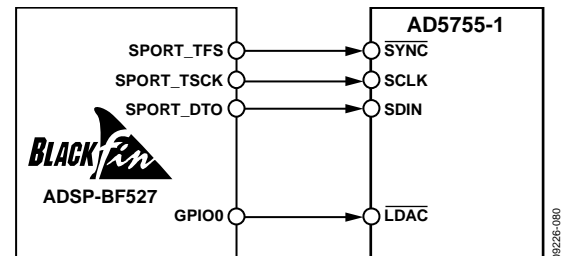 AD5755-1
SPORT_TFS SYNC
SPORT_TSCK SCLK
SPORT_DTO SDIN
BLACKfin
ADSP-BF527
GPIO0 LDAC
09226-080